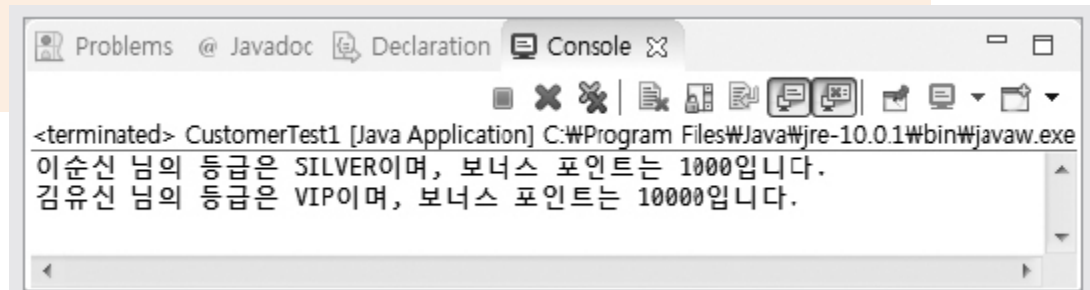 Problems @ Javadoc Declaration Console
<terminated> CustomerTest1 [Java Application] C:₩Program Files₩Java₩jre-10.0.1₩bin₩javaw.exe
이순신 님의 등급은 SILVER이며, 보너스 포인트는 1000입니다.
김유신 님의 등급은 VIP이며, 보너스 포인트는 10000입니다.